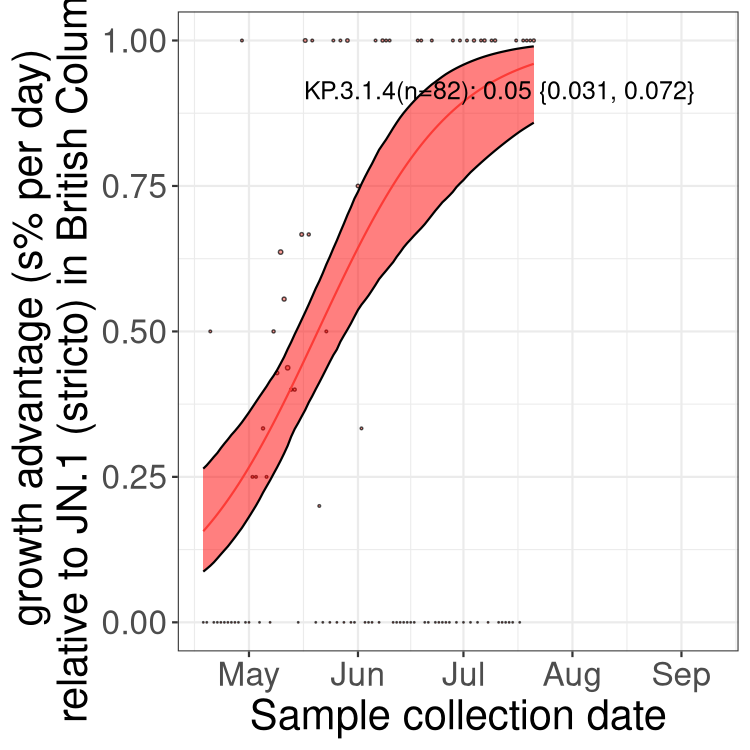 growth advantage (s% per day)
relative to JN.1 (stricto) in British Colum
1.00
0.75
0.50
0.25
0.00
KP.3.1.4(n=82): 0.05 {0.031, 0.072}
May Jun Jul Aug Sep
Sample collection date